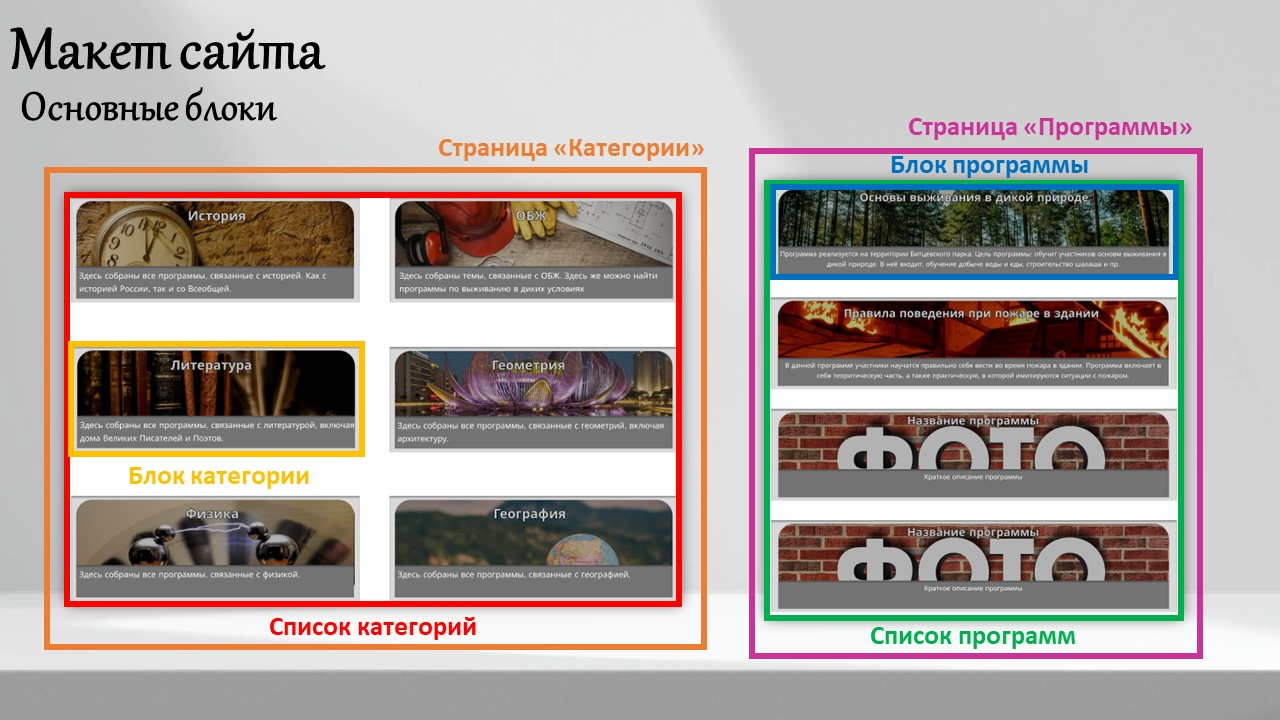 Макет сайта
Основные блоки
Страница «Категории»
История
Здесь собраны все программы, связанные с историей. Как с
историей России, так и со Всеобщей.
ОБЖ
Здесь собраны темы, связанные с ОБЖ. Здесь же можно найти
программы по выживанию в диких условиях
Литература
Здесь собраны все программы, связанные с литературой, включая
дома Великих Писателей и Поэтов.
Геометрия
Здесь собраны все программы, связанные с геометрий, включая
архитектуру.
Блок категории
Физика
Здесь собраны все программы, связанные с физикой.
География
Здесь собраны все программы, связанные с географией.
Список категорий
Страница «Программы»
Блок программы
Основы выживания в дикой природе
Программа реализуется на территории Битцевского парка. Цель программы: обучит участников основы выживания в
дикой природе. В неё входит: обучение добыче воды и еды, строительство шалаша и пр.
Правила поведения при пожаре в здании
В данной программе участники научатся правильно себя вести во время пожара в здании. Программа включает в
себя теоритическую часть, а также практическую, в которой имитируются ситуации с пожаром.
Название программы
ФОТО
Краткое описание программы
Название программы
ФОТО
Краткое описание программы
Список программ